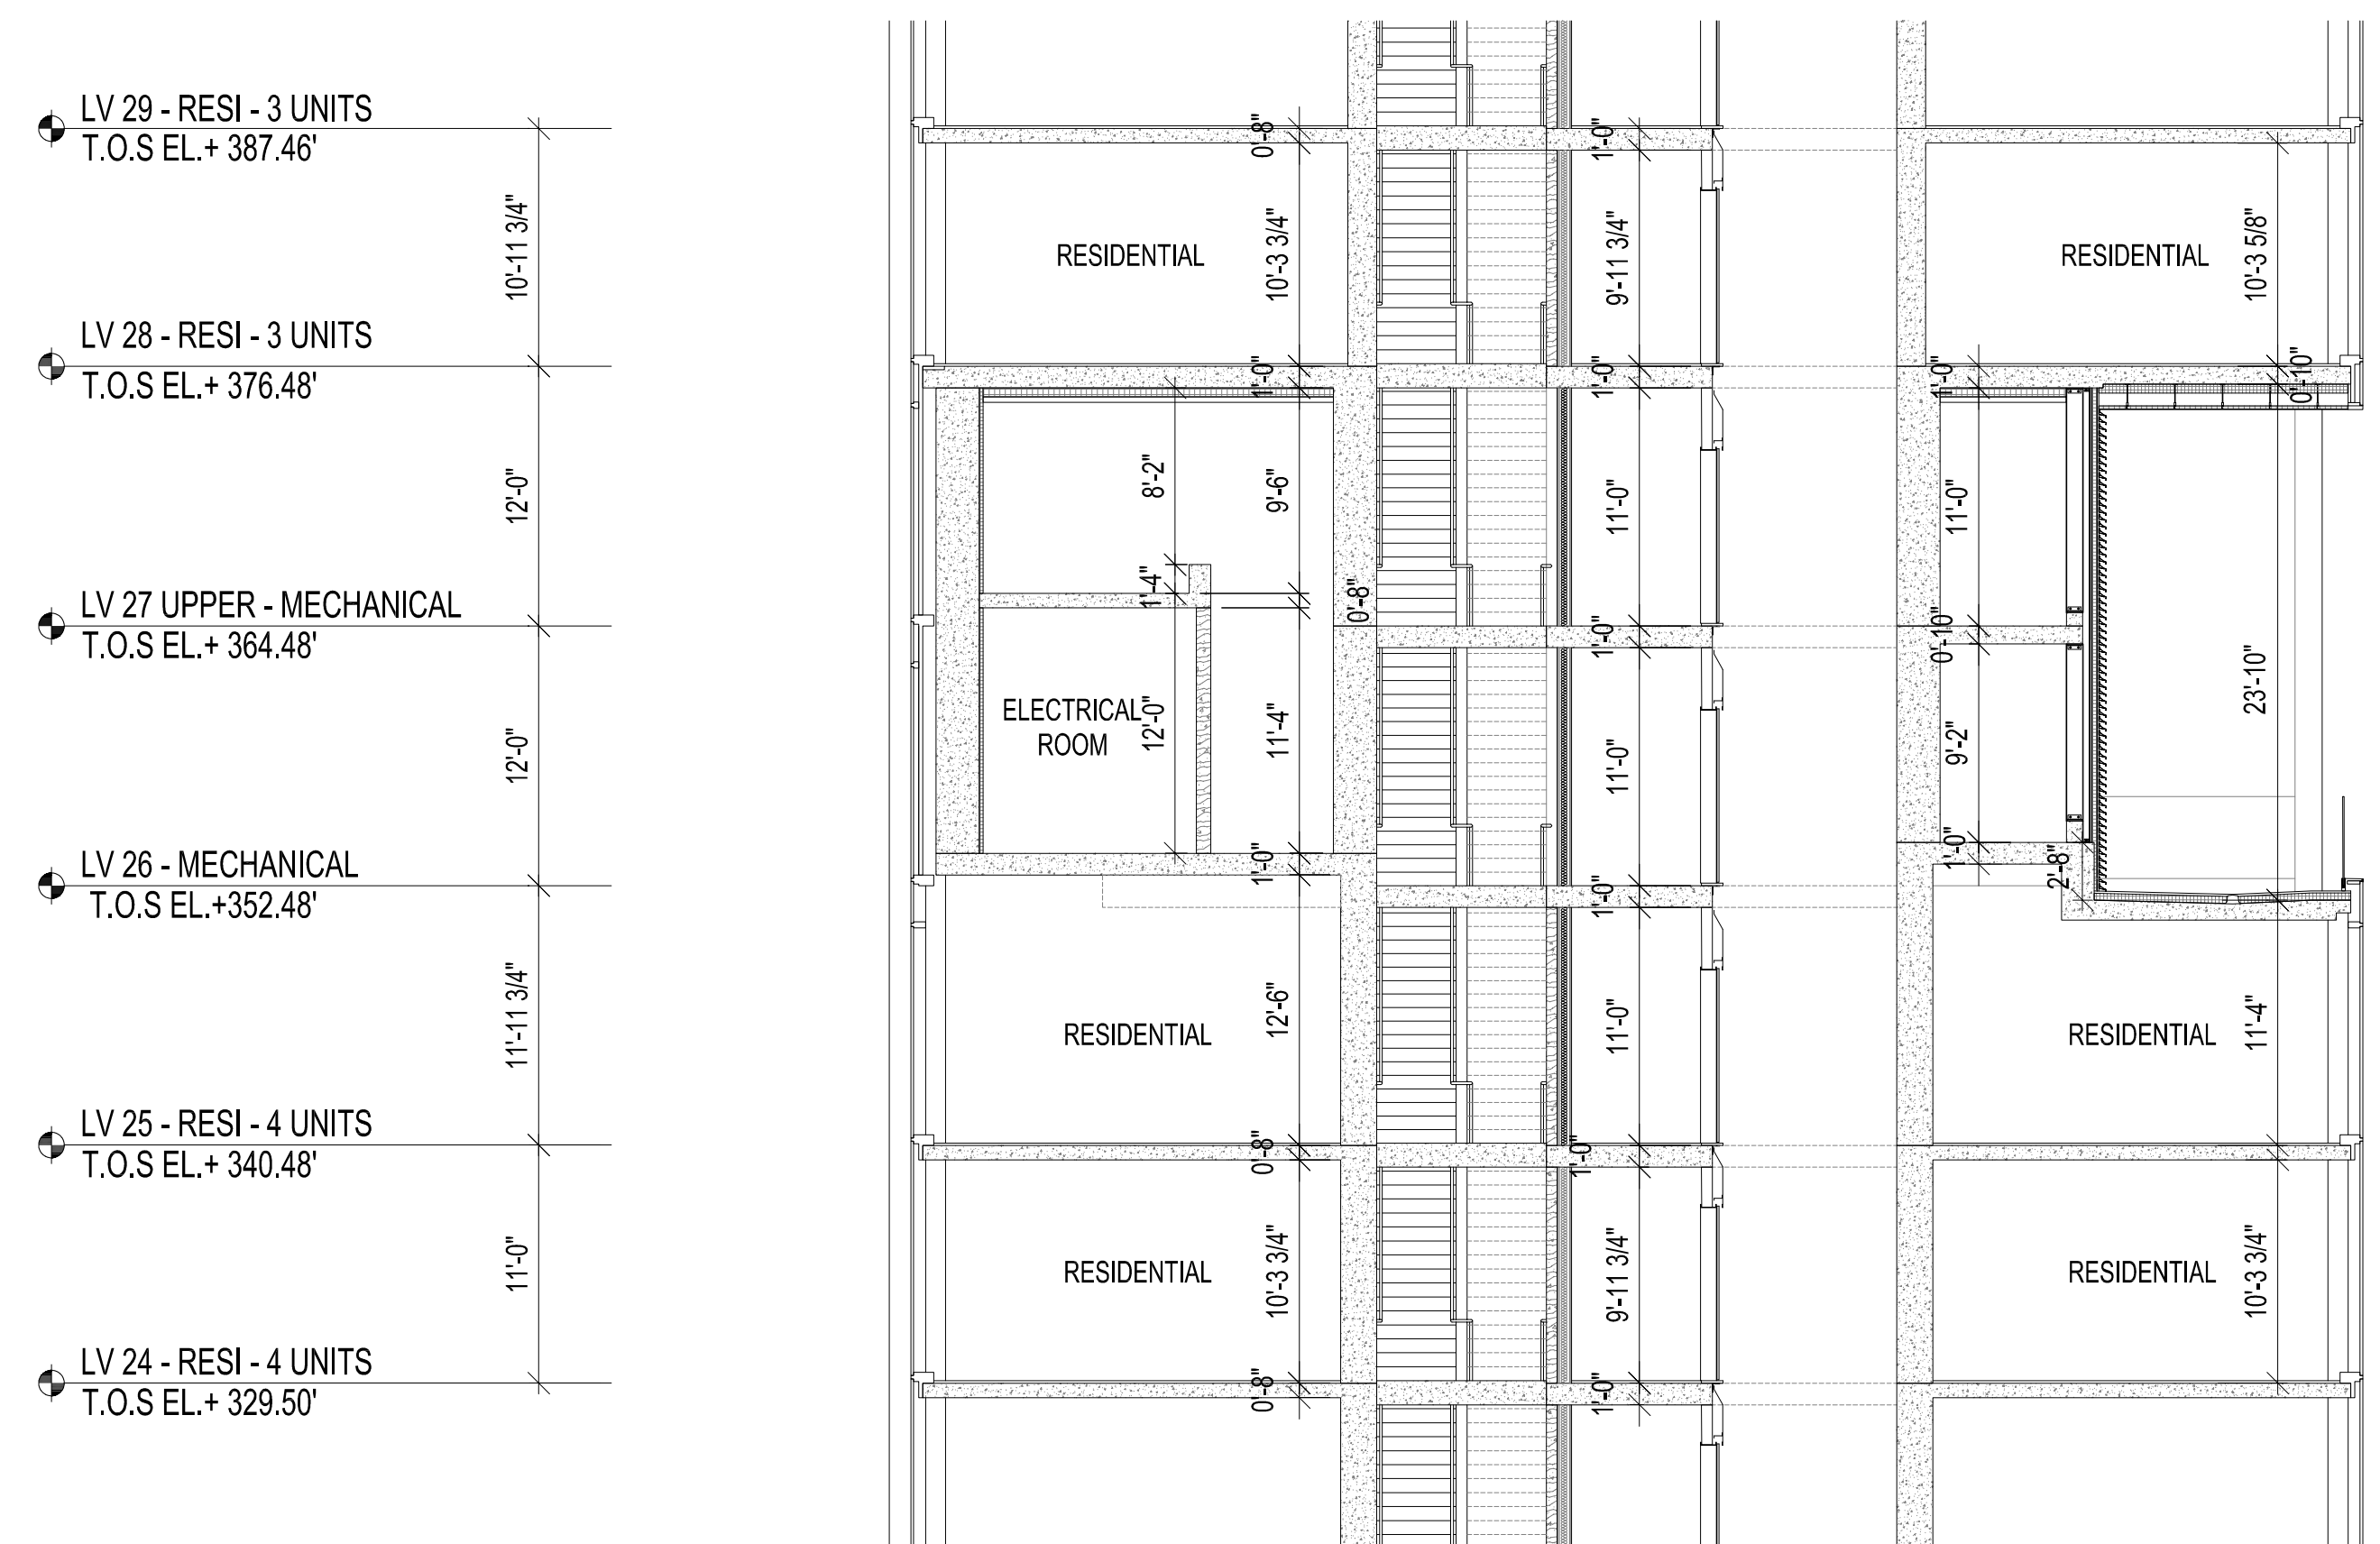 LV 29 - RESI - 3 UNITS
T.O.S EL.+ 387.46'
10'-11 3/4"
0'-8"
1'-0"
RESIDENTIAL
10'-3 3/4"
9'-11 3/4"
RESIDENTIAL
10'-3 5/8"
LV 28 - RESI - 3 UNITS
T.O.S EL.+ 376.48'
1'-0"
1'-0"
1'-0"
0'-10"
12'-0"
8'-2"
9'-6"
11'-0"
11'-0"
1'-4"
0'-8"
LV 27 UPPER - MECHANICAL
T.O.S EL.+ 364.48'
1'-0"
0'-10"
12'-0"
ELECTRICAL
ROOM
12'-0"
11'-4"
11'-0"
9'-2"
23'-10"
LV 26 - MECHANICAL
T.O.S EL.+352.48'
1'-0"
1'-0"
1'-0"
2'-8"
11'-11 3/4"
RESIDENTIAL
12'-6"
11'-0"
RESIDENTIAL
11'-4"
LV 25 - RESI - 4 UNITS
T.O.S EL.+ 340.48'
0'-8"
1'-0"
11'-0"
RESIDENTIAL
10'-3 3/4"
9'-11 3/4"
RESIDENTIAL
10'-3 3/4"
LV 24 - RESI - 4 UNITS
T.O.S EL.+ 329.50'
0'-8"
1'-0"